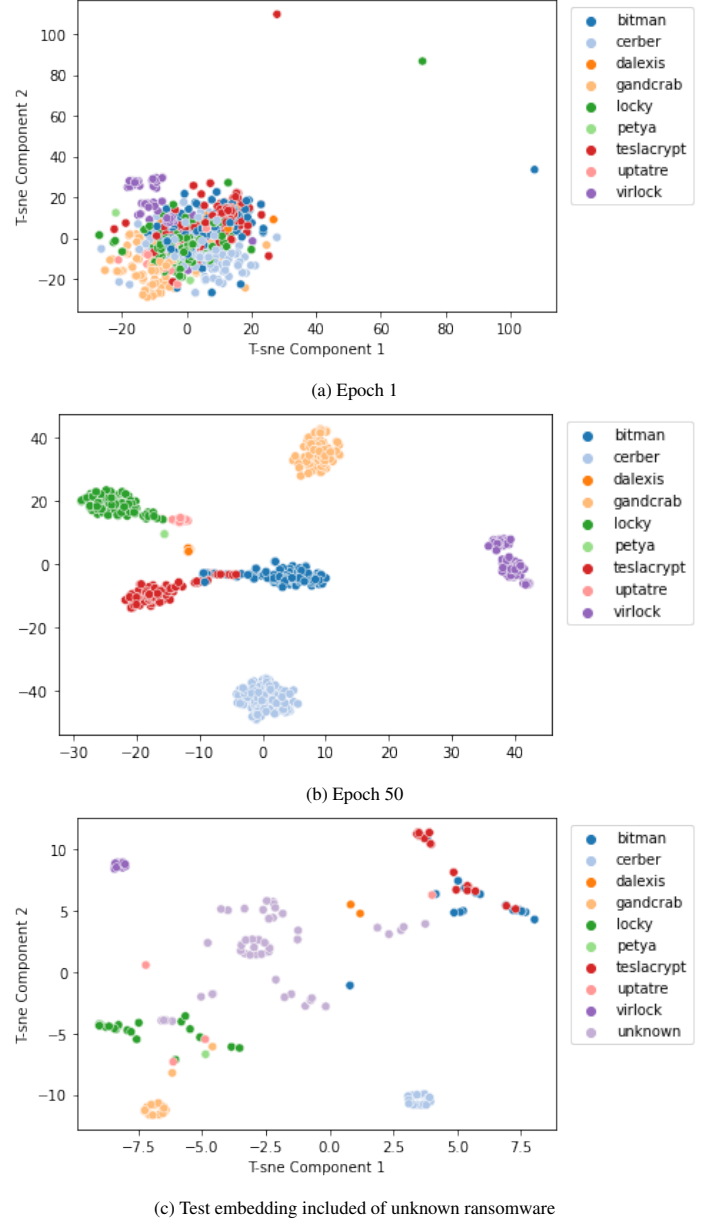 100
80
60
40
20
0
−20
T-sne Component 2
−20
0
20
40
60
80
100
T-sne Component 1
bitman
cerber
dalexis
gandcrab
locky
petya
teslacrypt
uptatre
virlock
(a) Epoch 1
40
20
0
−20
−40
−30
−20
−10
0
10
20
30
40
bitman
cerber
dalexis
gandcrab
locky
petya
teslacrypt
uptatre
virlock
(b) Epoch 50
10
5
0
−5
−10
T-sne Component 2
−7.5
−5.0
−2.5
0.0
2.5
5.0
7.5
T-sne Component 1
bitman
cerber
dalexis
gandcrab
locky
petya
teslacrypt
uptatre
virlock
unknown
(c) Test embedding included of unknown ransomware